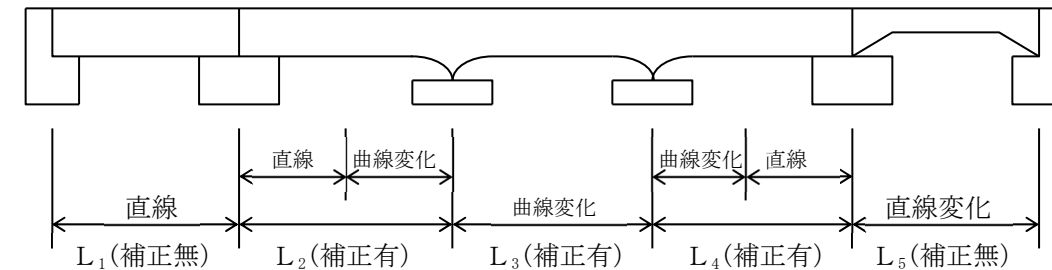 直線 曲線変化 曲線変化 直線
直線 曲線変化 直線変化
L₁(補正無) L₂(補正有) L₃(補正有) L₄(補正有) L₅(補正無)